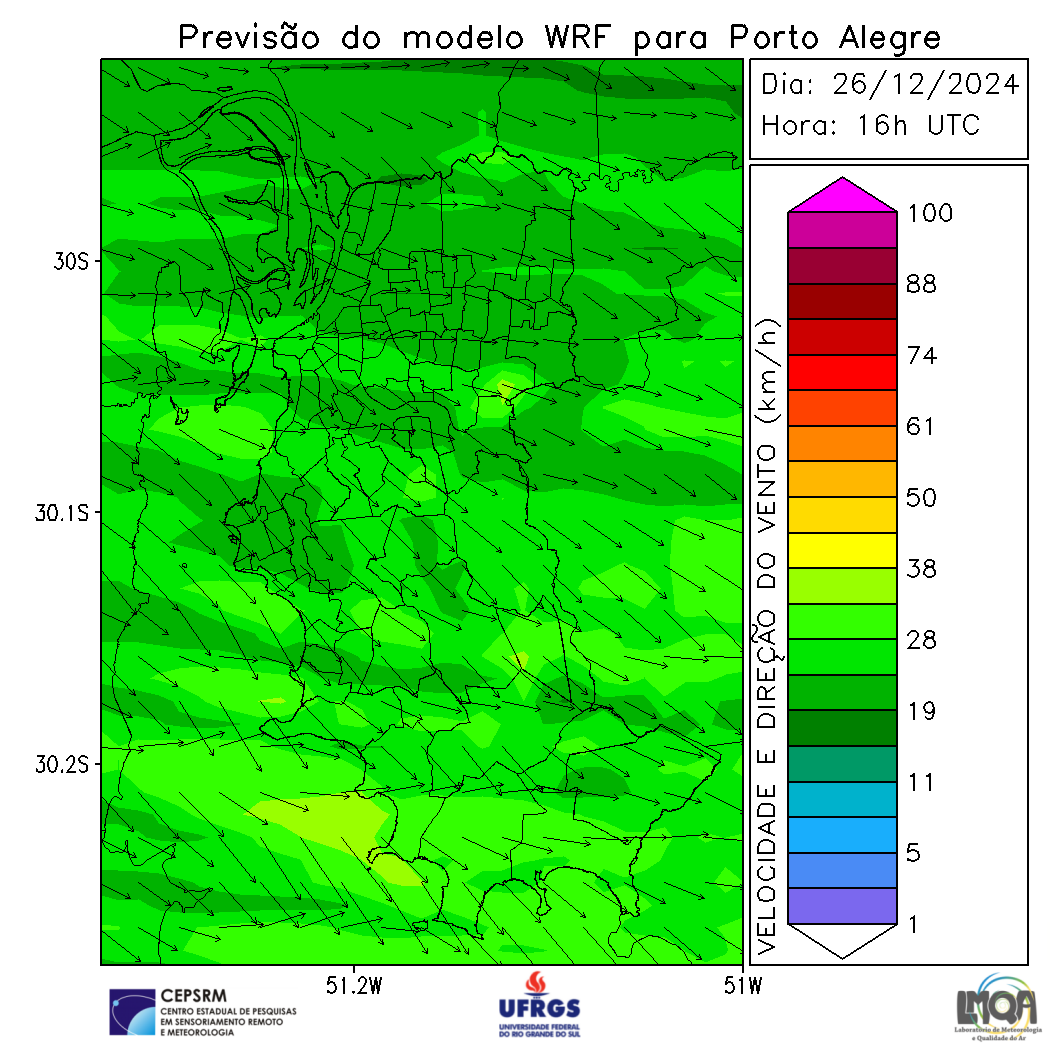 Previsão do modelo WRF para Porto Alegre
Dia: 26/12/2024
Hora: 16h UTC
30S
30.1S
30.2S
51.2W
51W
VELOCIDADE E DIREÇÃO DO VENTO (km/h)
100
88
74
61
50
38
28
19
11
5
1
CEPSRM
CENTRO ESTADUAL DE PESQUISAS
EM SENSORIAMENTO REMOTO
E METEOROLOGIA
UFRGS
UNIVERSIDADE FEDERAL
DO RIO GRANDE DO SUL
LMQA
Laboratório de Meteorologia
e Qualidade do Ar